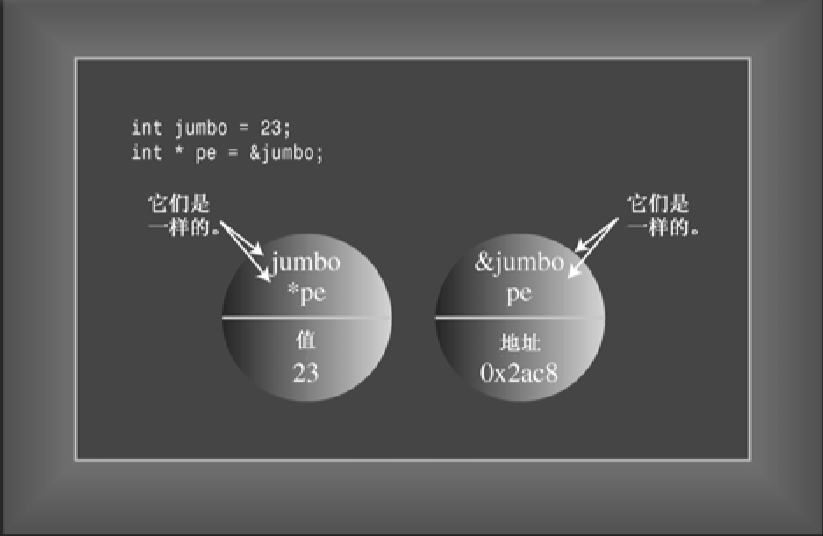 int jumbo = 23;
int * pe = &jumbo;
它们是
一样的。
它们是
一样的。
jumbo
*pe
值
23
&jumbo
pe
地址
0x2ac8